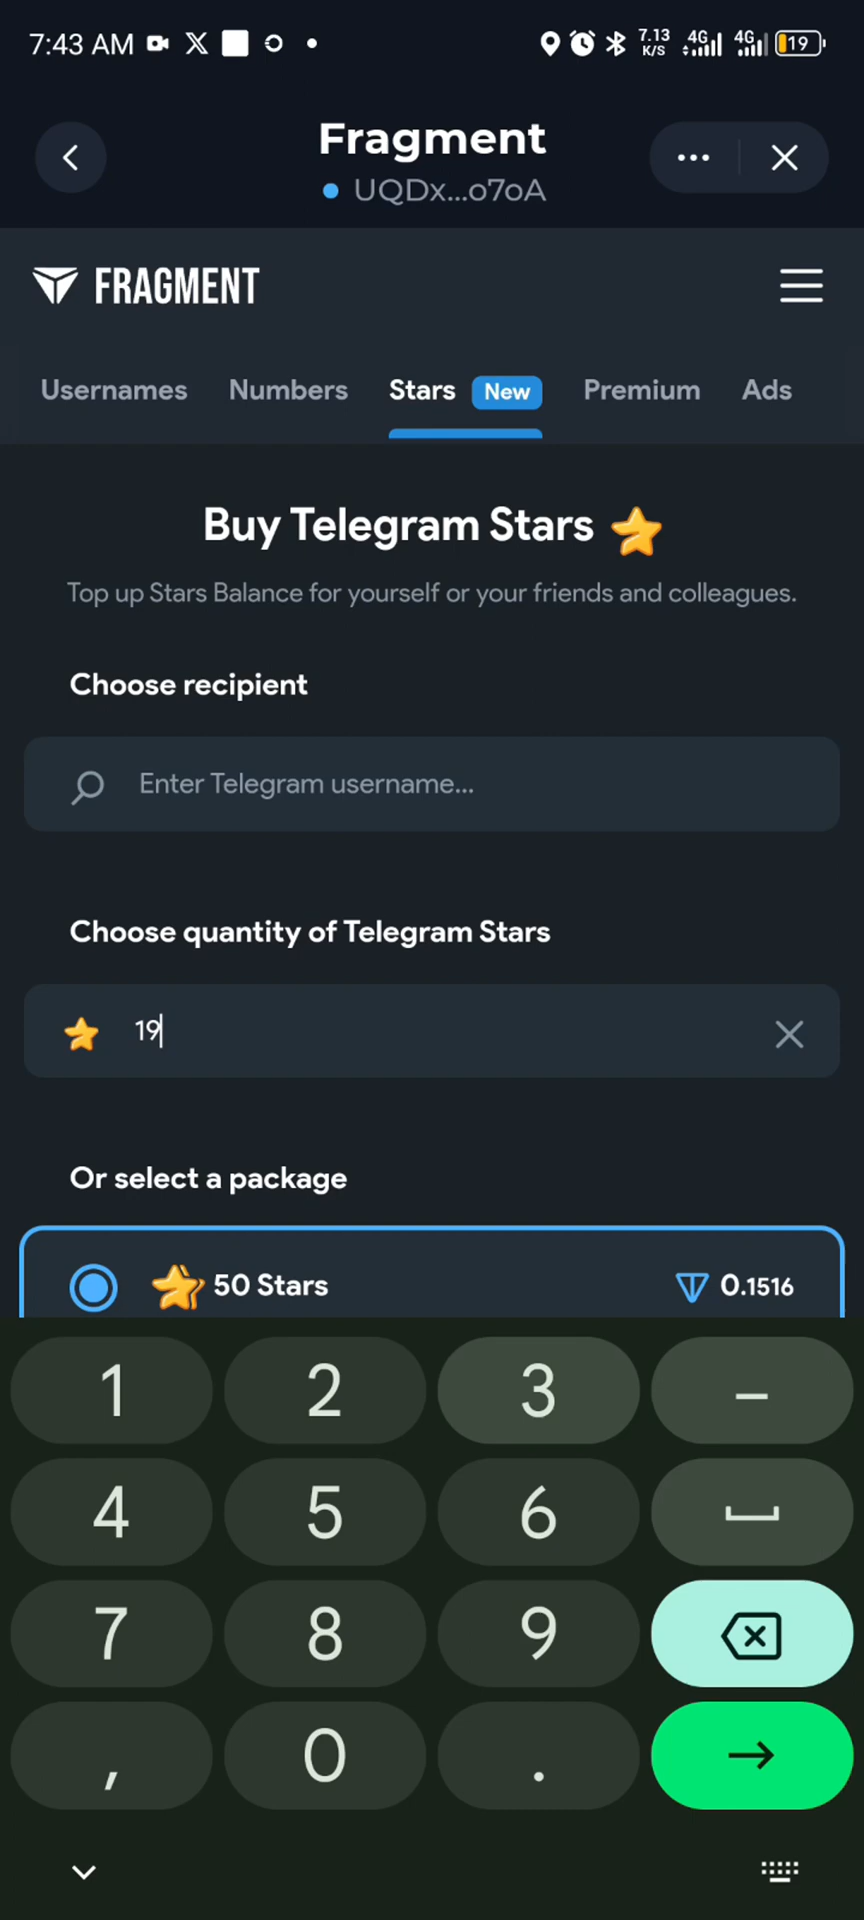 7:43 AM
7.13 K/S 4G 4G 19
Fragment
UQDx...o7oA
FRAGMENT
Usernames Numbers Stars New Premium Ads
Buy Telegram Stars
Top up Stars Balance for yourself or your friends and colleagues.
Choose recipient
Enter Telegram username...
Choose quantity of Telegram Stars
19
Or select a package
50 Stars 0.1516
1 2 3 –
4 5 6
7 8 9
, 0 .